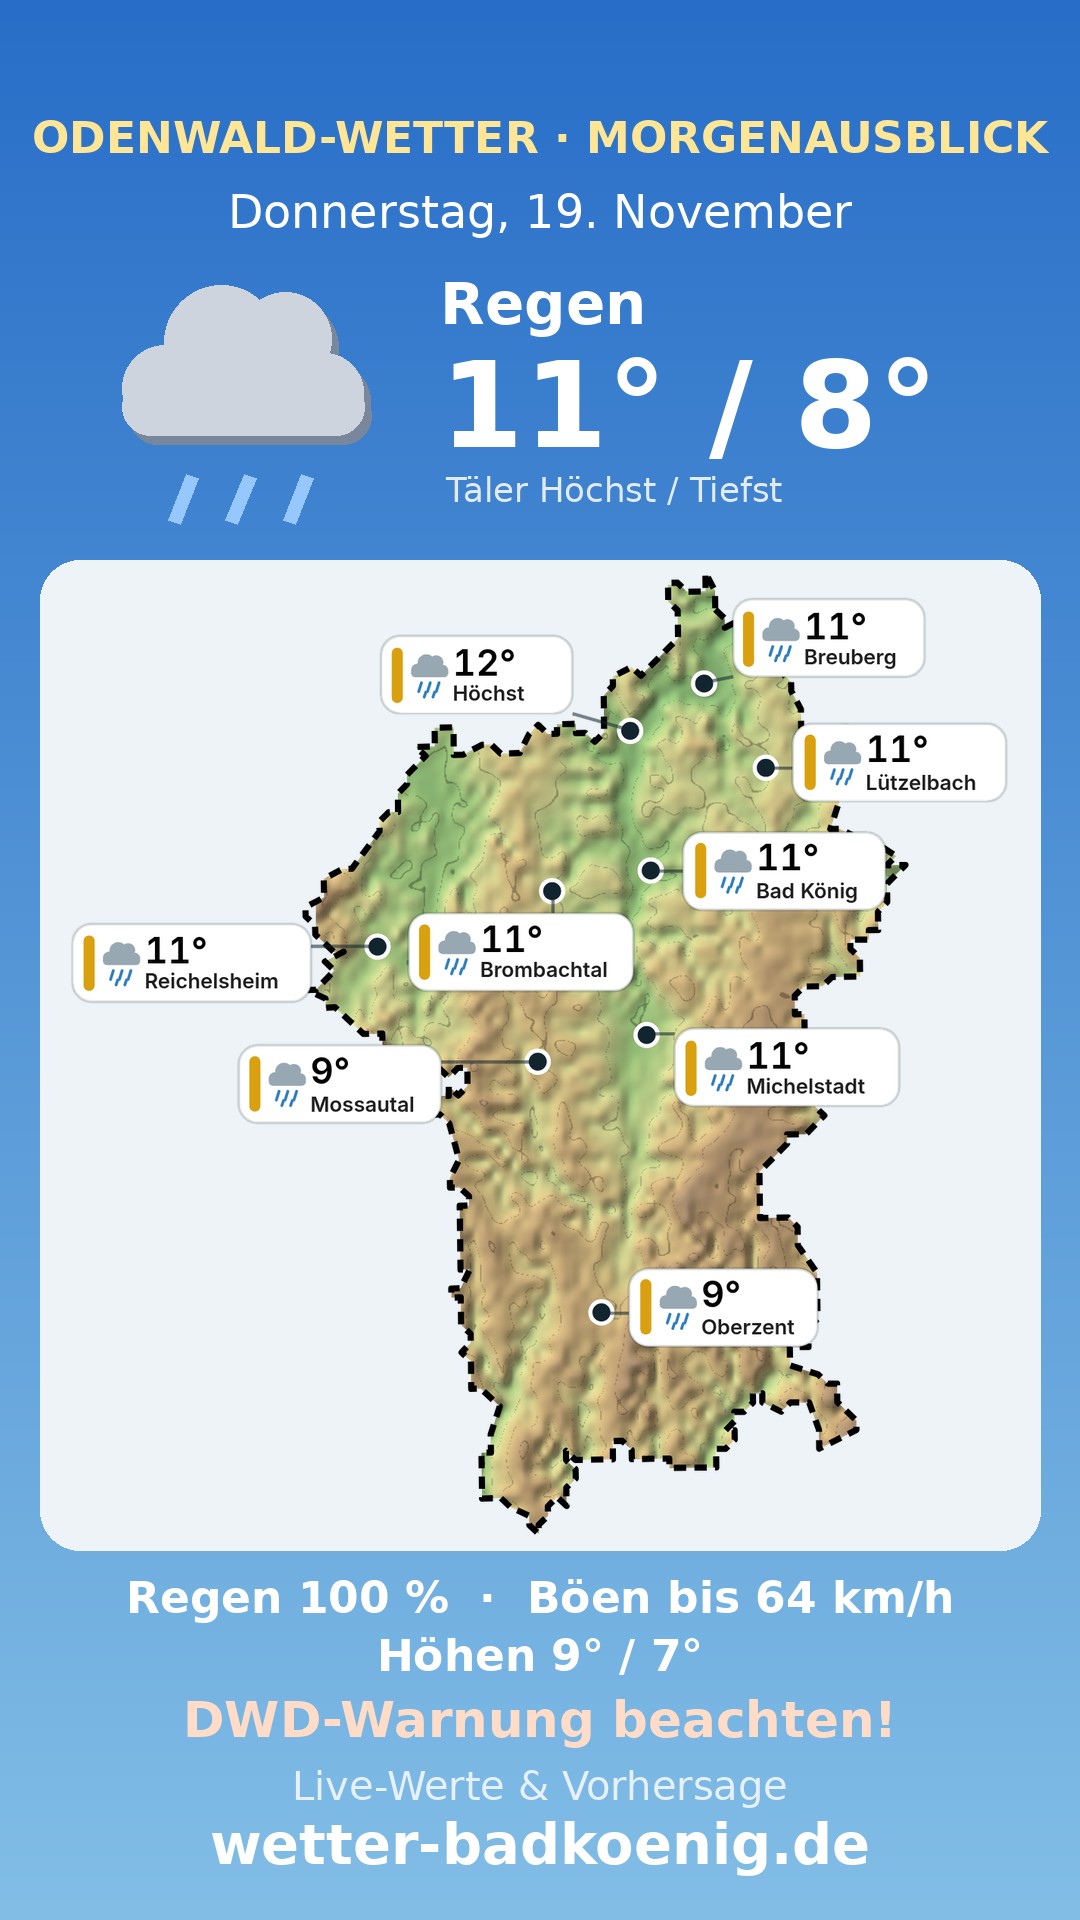 ODENWALD-WETTER · MORGENAUSBLICK
Donnerstag, 19. November
Regen
11° / 8°
Täler Höchst / Tiefst
11°
Breuberg
12°
Höchst
11°
Lützelbach
11°
Bad König
11°
Brombachtal
11°
Reichelsheim
11°
Michelstadt
9°
Mossautal
9°
Oberzent
Regen 100 % · Böen bis 64 km/h
Höhen 9° / 7°
DWD-Warnung beachten!
Live-Werte & Vorhersage
wetter-badkoenig.de